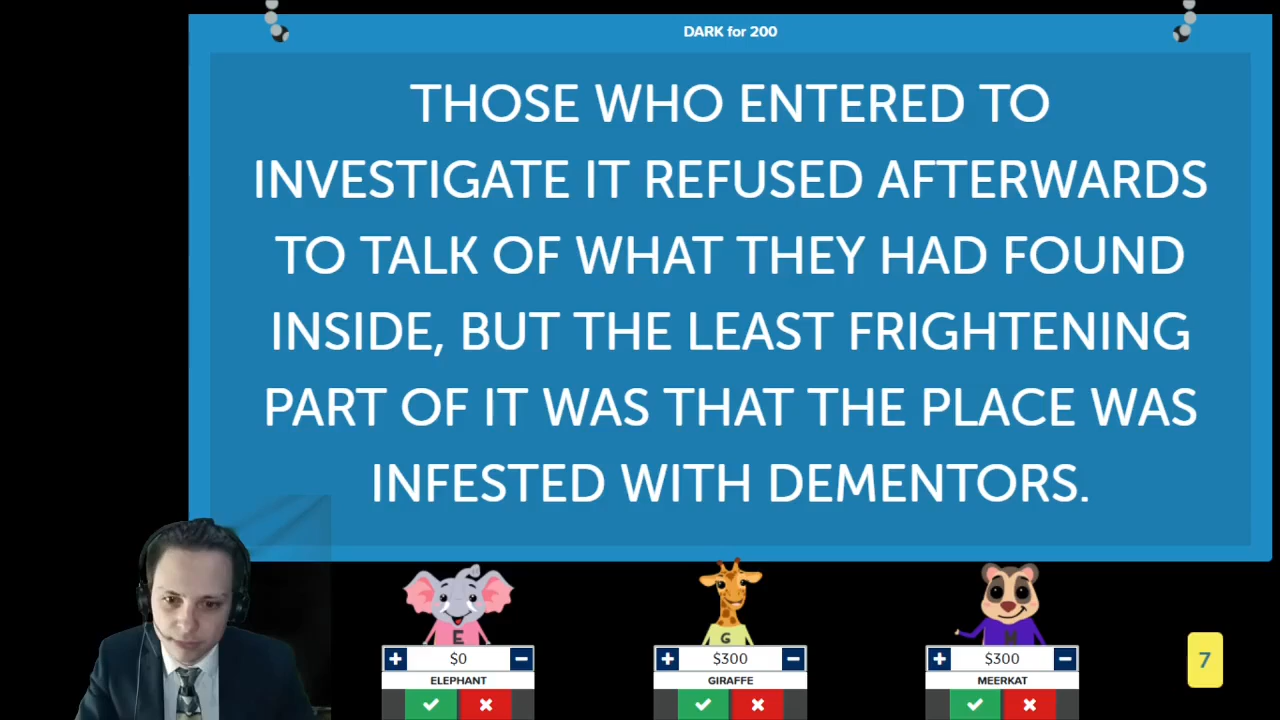 DARK for 200
THOSE WHO ENTERED TO
INVESTIGATE IT REFUSED AFTERWARDS
TO TALK OF WHAT THEY HAD FOUND
INSIDE, BUT THE LEAST FRIGHTENING
PART OF IT WAS THAT THE PLACE WAS
INFESTED WITH DEMENTORS.
E
G
H
+ $0 −
+ $300 −
+ $300 −
ELEPHANT
GIRAFFE
MEERKAT
7